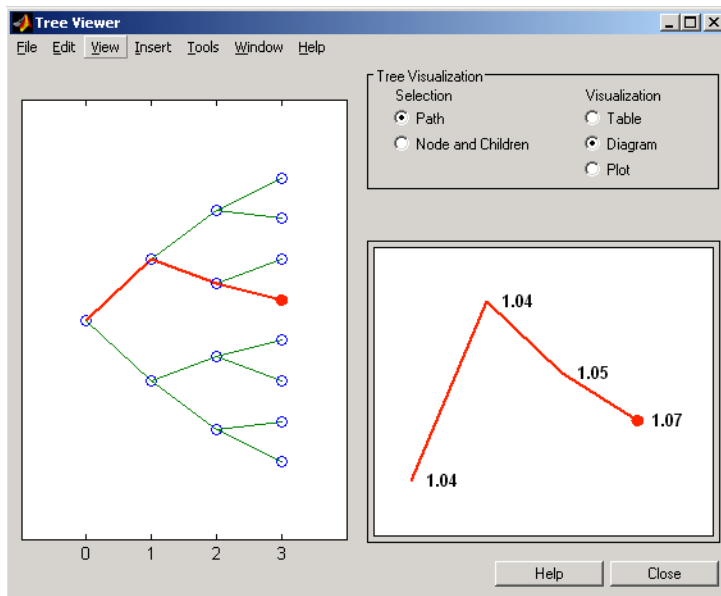 Tree Viewer
File Edit View Insert Tools Window Help
Tree Visualization
Selection
Visualization
Path
Table
Node and Children
Diagram
Plot
1.04
1.05
1.07
1.04
0 1 2 3
Help
Close